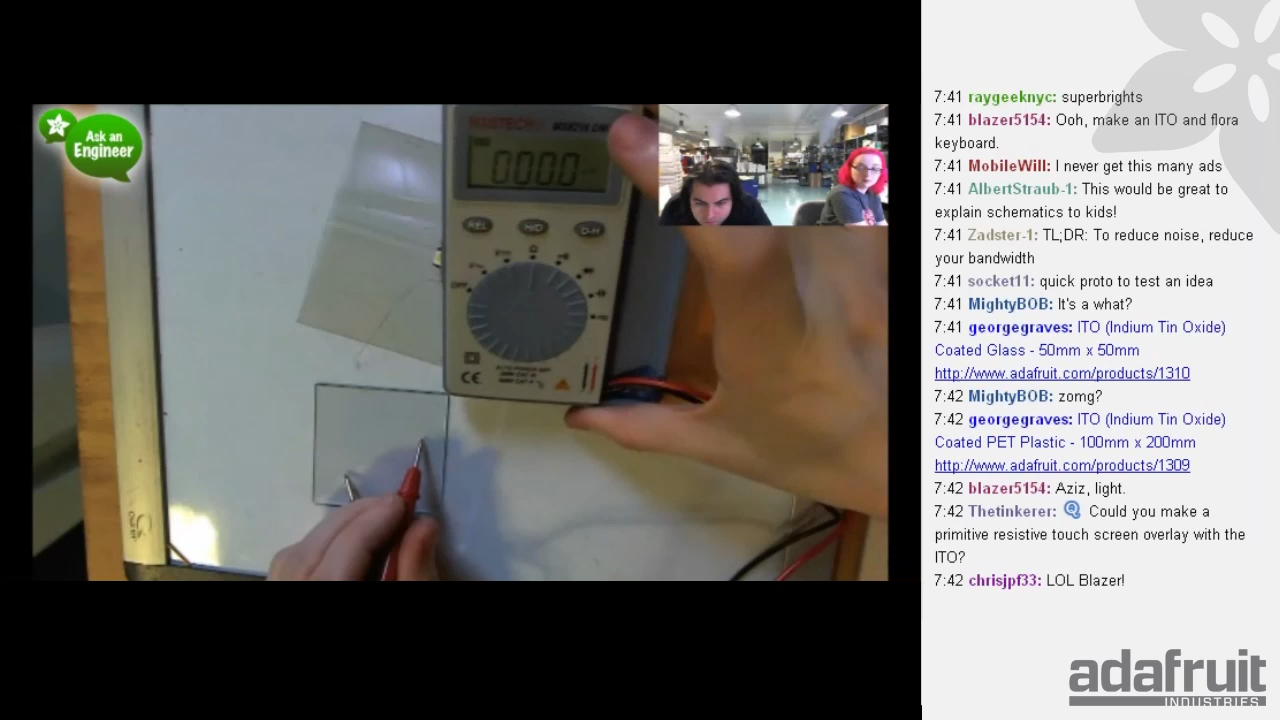 Ask an
Engineer
MASTECH
0000
REL
H/D
D-H
OFF
CE
7:41 raygeeknyc: superbrights
7:41 blazer5154: Ooh, make an ITO and flora
keyboard.
7:41 MobileWill: I never get this many ads
7:41 AlbertStraub-1: This would be great to
explain schematics to kids!
7:41 Zadster-1: TL;DR: To reduce noise, reduce
your bandwidth
7:41 socket11: quick proto to test an idea
7:41 MightyBOB: It's a what?
7:41 georgegraves: ITO (Indium Tin Oxide)
Coated Glass - 50mm x 50mm
http://www.adafruit.com/products/1310
7:42 MightyBOB: zomg?
7:42 georgegraves: ITO (Indium Tin Oxide)
Coated PET Plastic - 100mm x 200mm
http://www.adafruit.com/products/1309
7:42 blazer5154: Aziz, light.
7:42 Thetinkerer: Could you make a
primitive resistive touch screen overlay with the
ITO?
7:42 chrisjpf33: LOL Blazer!
adafruit
INDUSTRIES